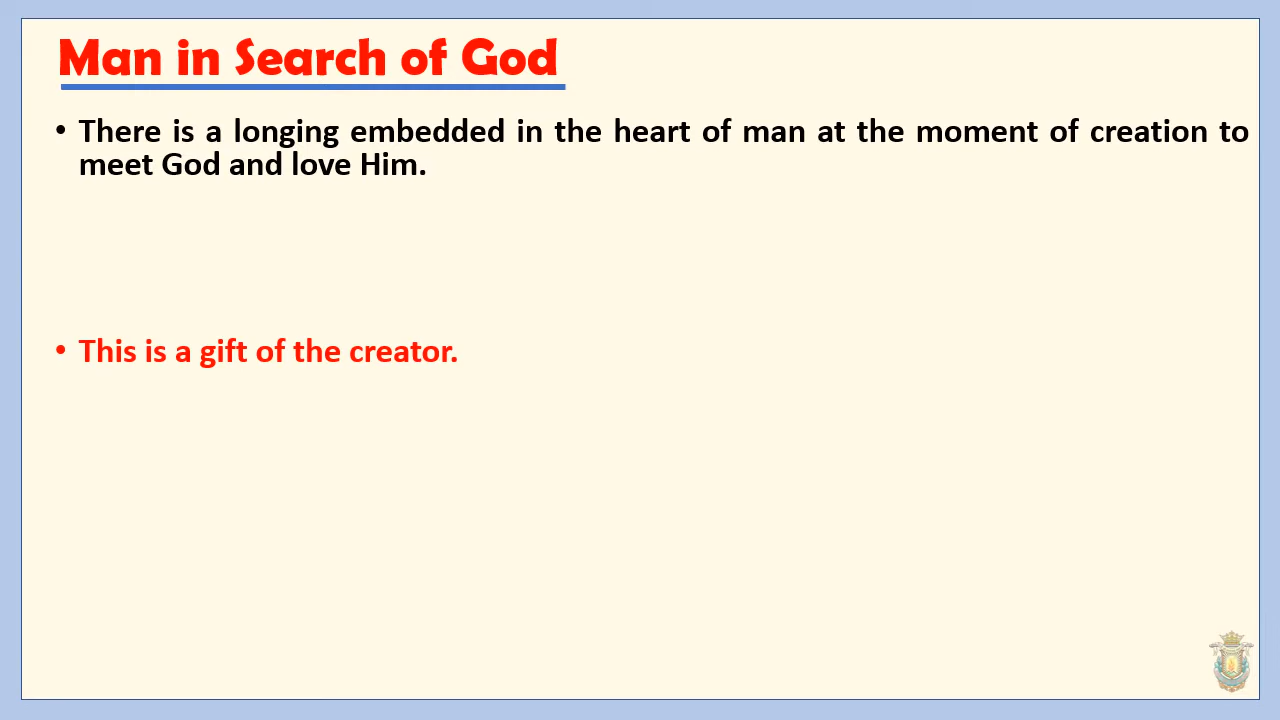 Man in Search of God
• There is a longing embedded in the heart of man at the moment of creation to
meet God and love Him.
• This is a gift of the creator.